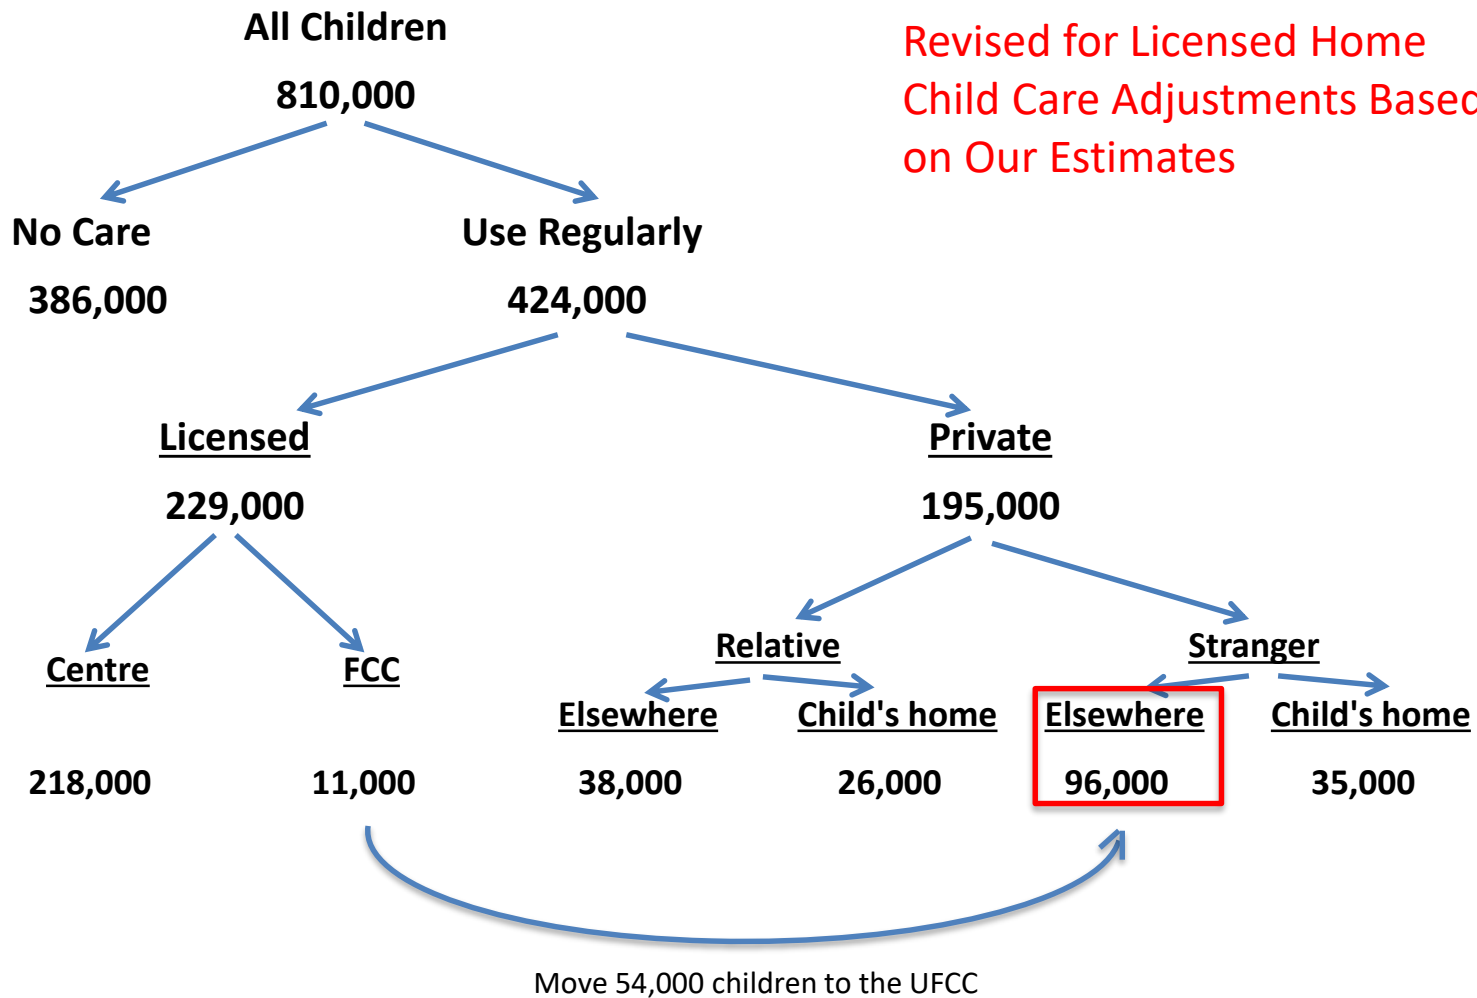 All Children
810,000
Revised for Licensed Home
Child Care Adjustments Based
on Our Estimates
No Care
Use Regularly
386,000
424,000
Licensed
Private
229,000
195,000
Relative
Stranger
Centre
FCC
Elsewhere
Child's home
Elsewhere
Child's home
218,000
11,000
38,000
26,000
96,000
35,000
Move 54,000 children to the UFCC